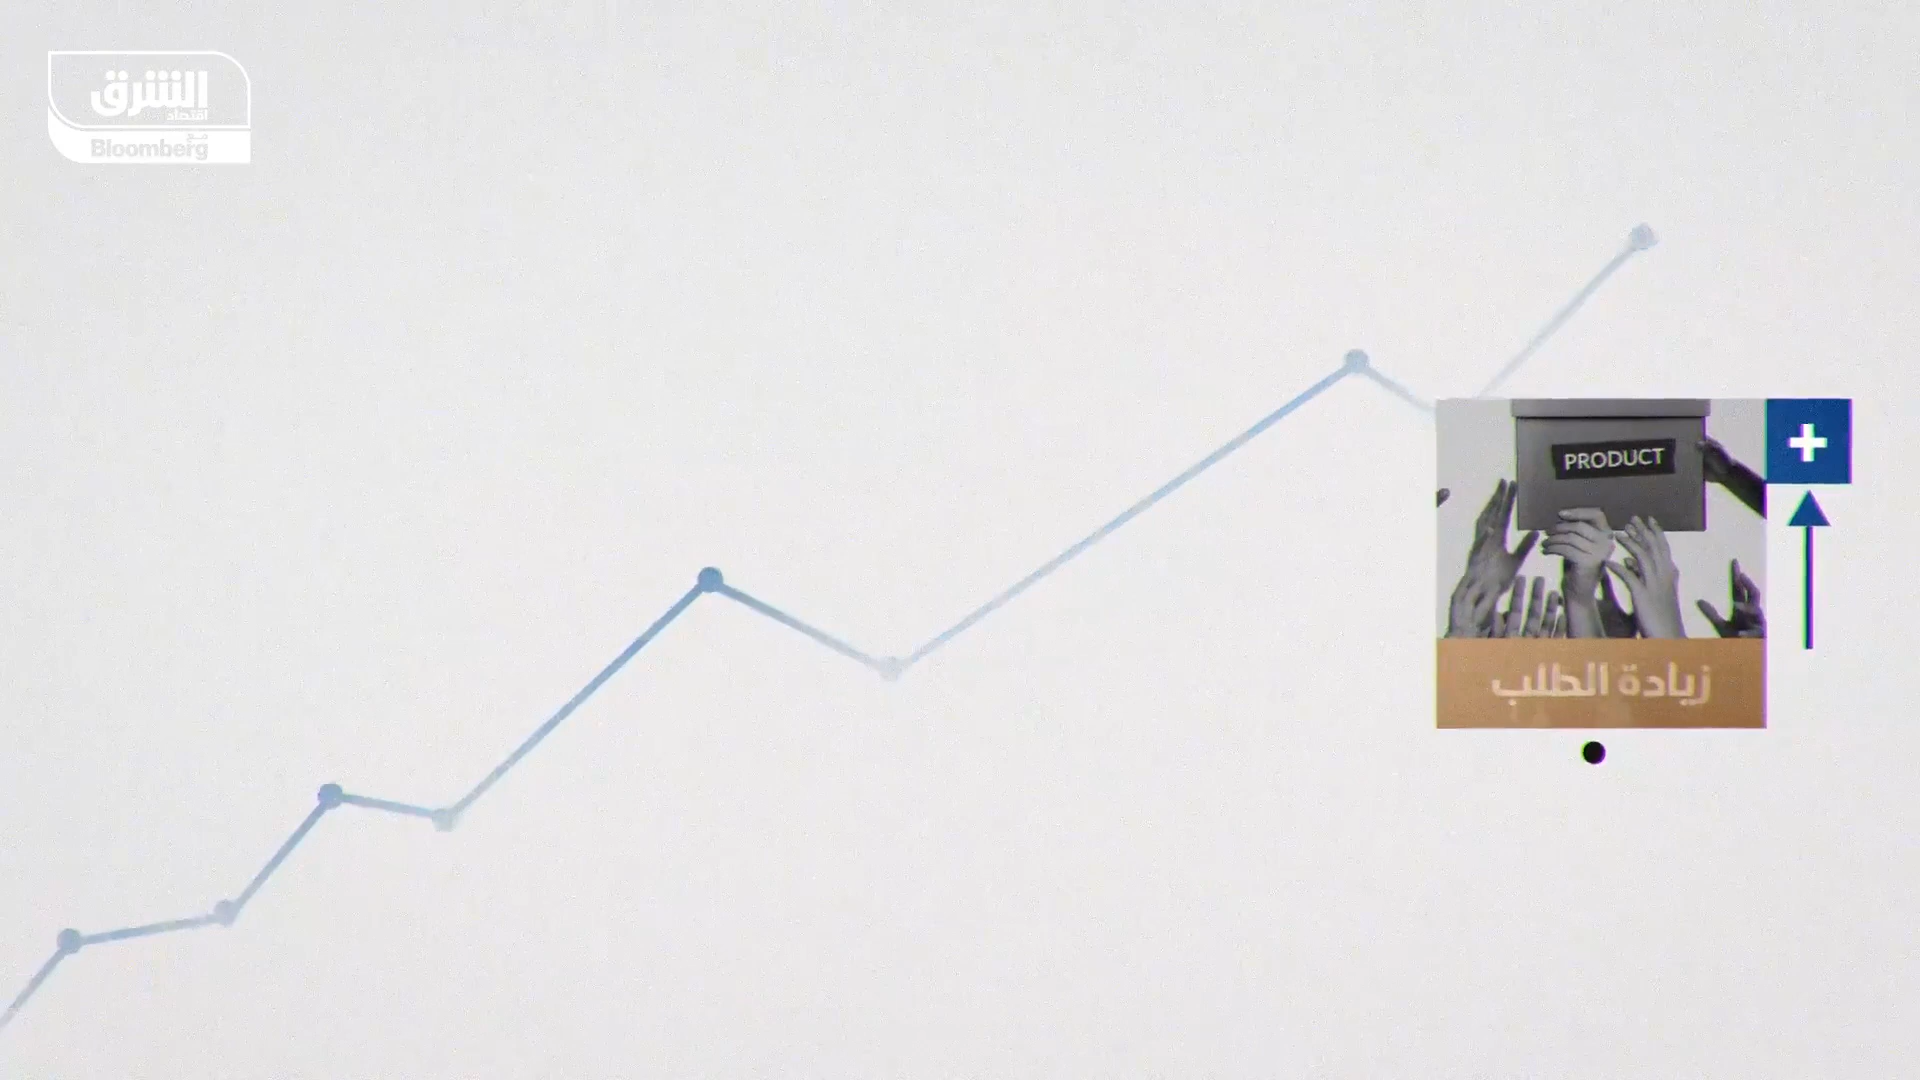 الشرق
اقتصاد
مع
Bloomberg
+
PRODUCT
زيادة الطلب